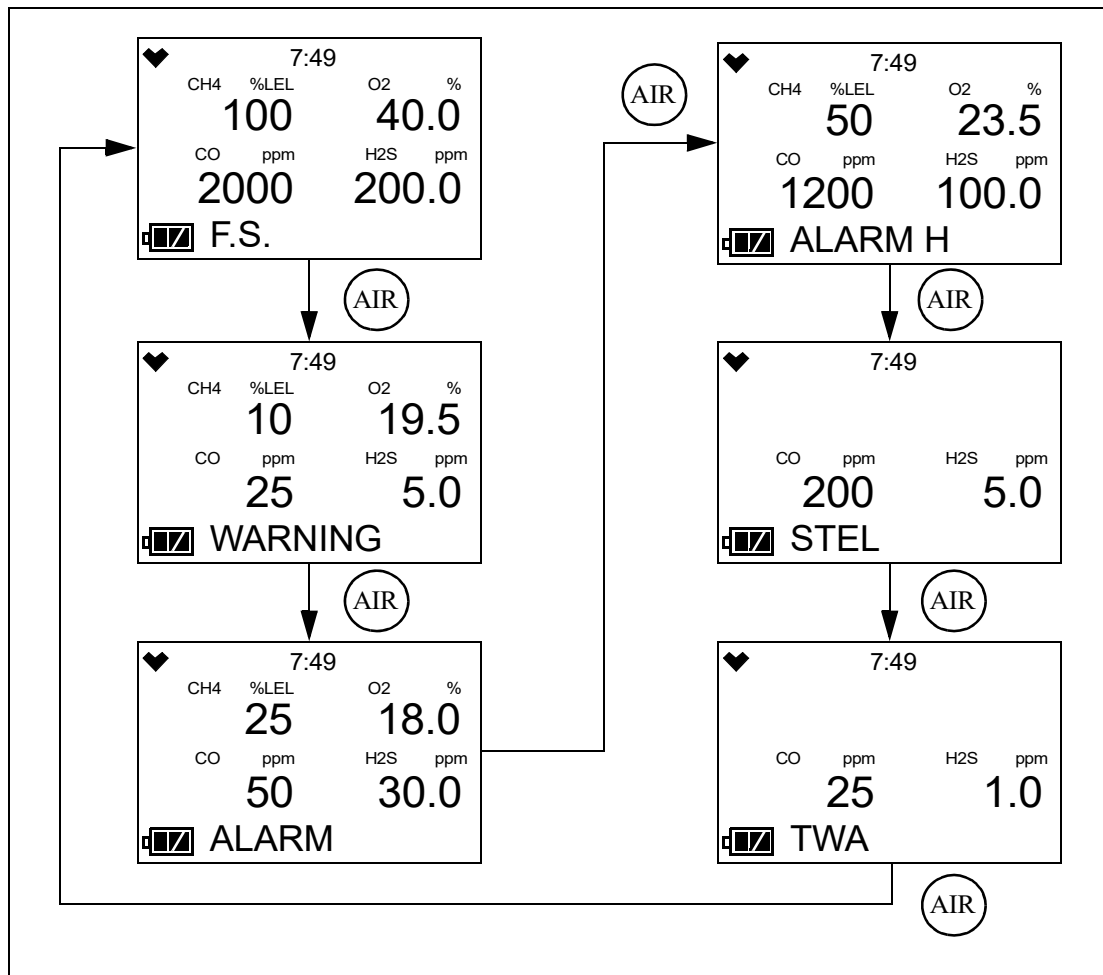 7:49
CH4 %LEL O2 %
100 40.0
CO ppm H2S ppm
2000 200.0
F.S.
AIR
7:49
CH4 %LEL O2 %
10 19.5
CO ppm H2S ppm
25 5.0
WARNING
AIR
7:49
CH4 %LEL O2 %
25 18.0
CO ppm H2S ppm
50 30.0
ALARM
AIR
7:49
CH4 %LEL O2 %
50 23.5
CO ppm H2S ppm
1200 100.0
ALARM H
AIR
7:49
CO ppm H2S ppm
200 5.0
STEL
AIR
7:49
CO ppm H2S ppm
25 1.0
TWA
AIR